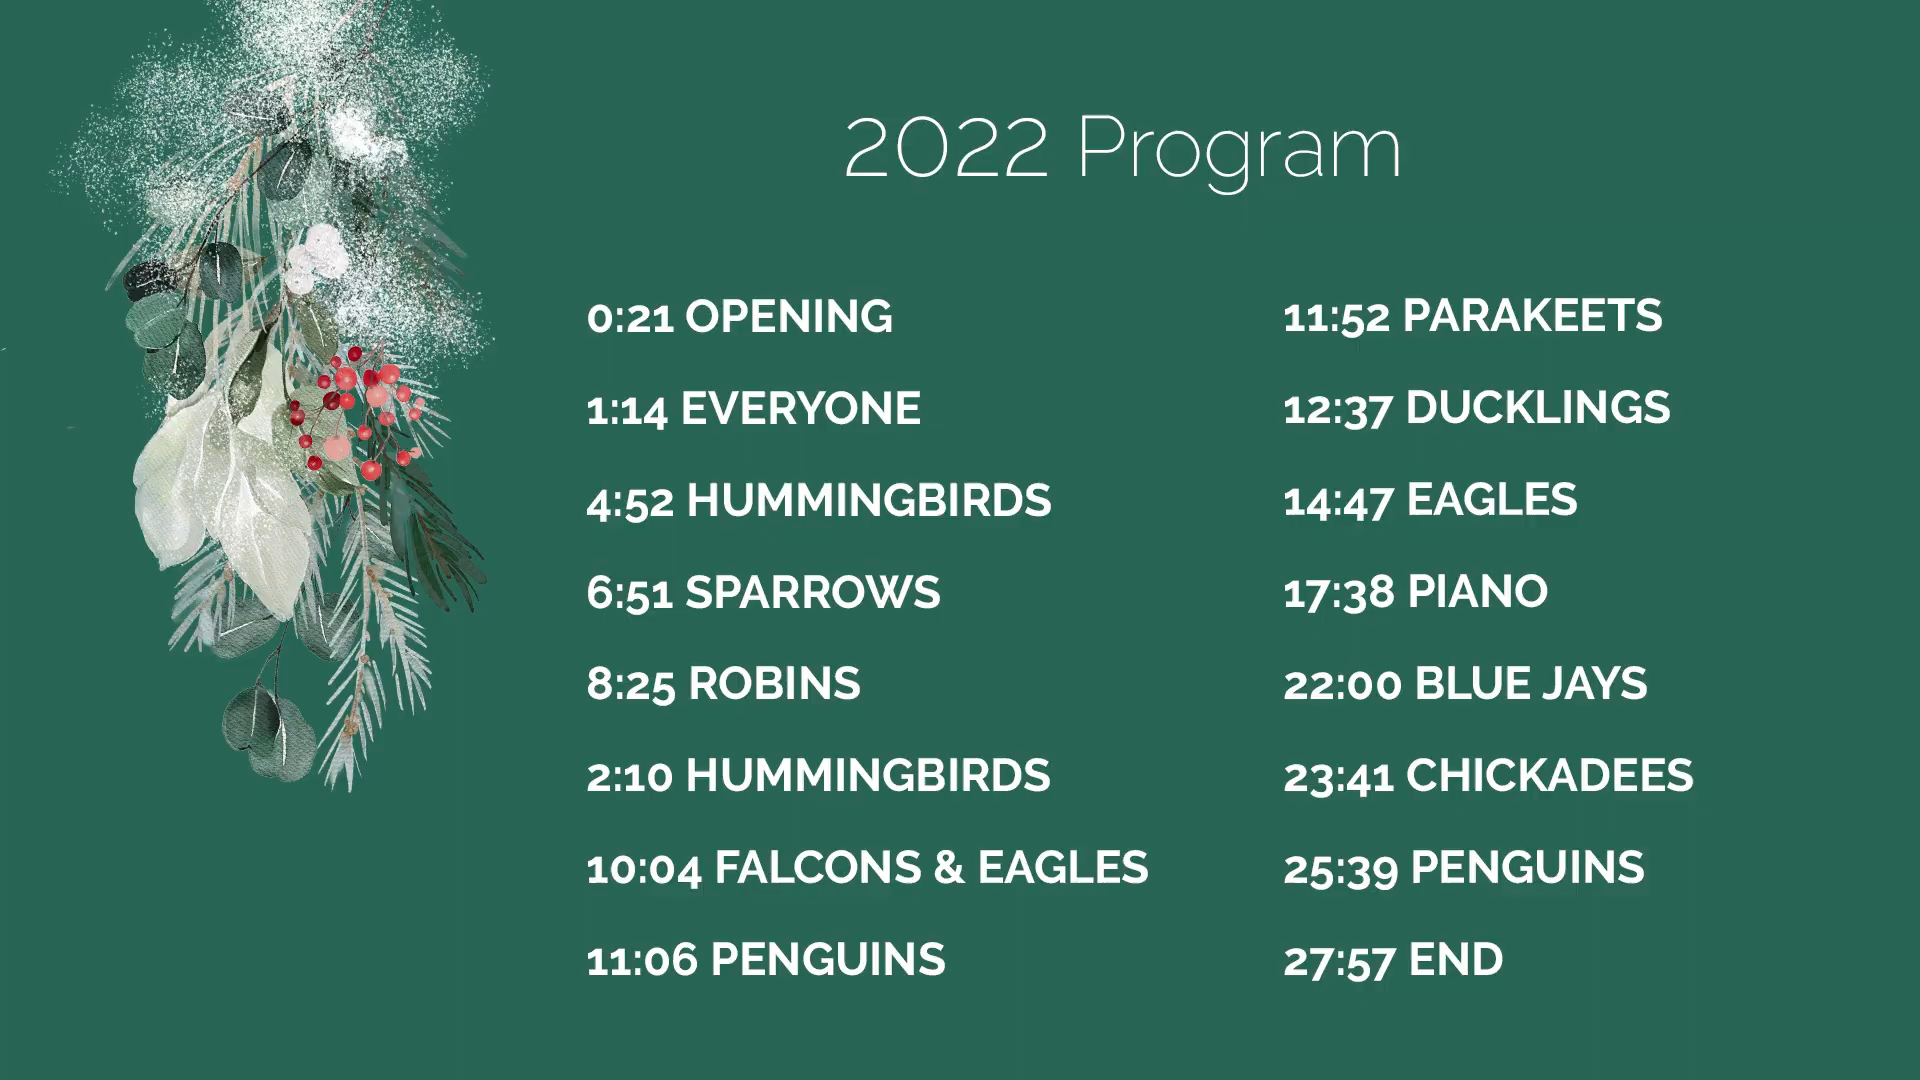 2022 Program
0:21 OPENING
1:14 EVERYONE
4:52 HUMMINGBIRDS
6:51 SPARROWS
8:25 ROBINS
2:10 HUMMINGBIRDS
10:04 FALCONS & EAGLES
11:06 PENGUINS
11:52 PARAKEETS
12:37 DUCKLINGS
14:47 EAGLES
17:38 PIANO
22:00 BLUE JAYS
23:41 CHICKADEES
25:39 PENGUINS
27:57 END